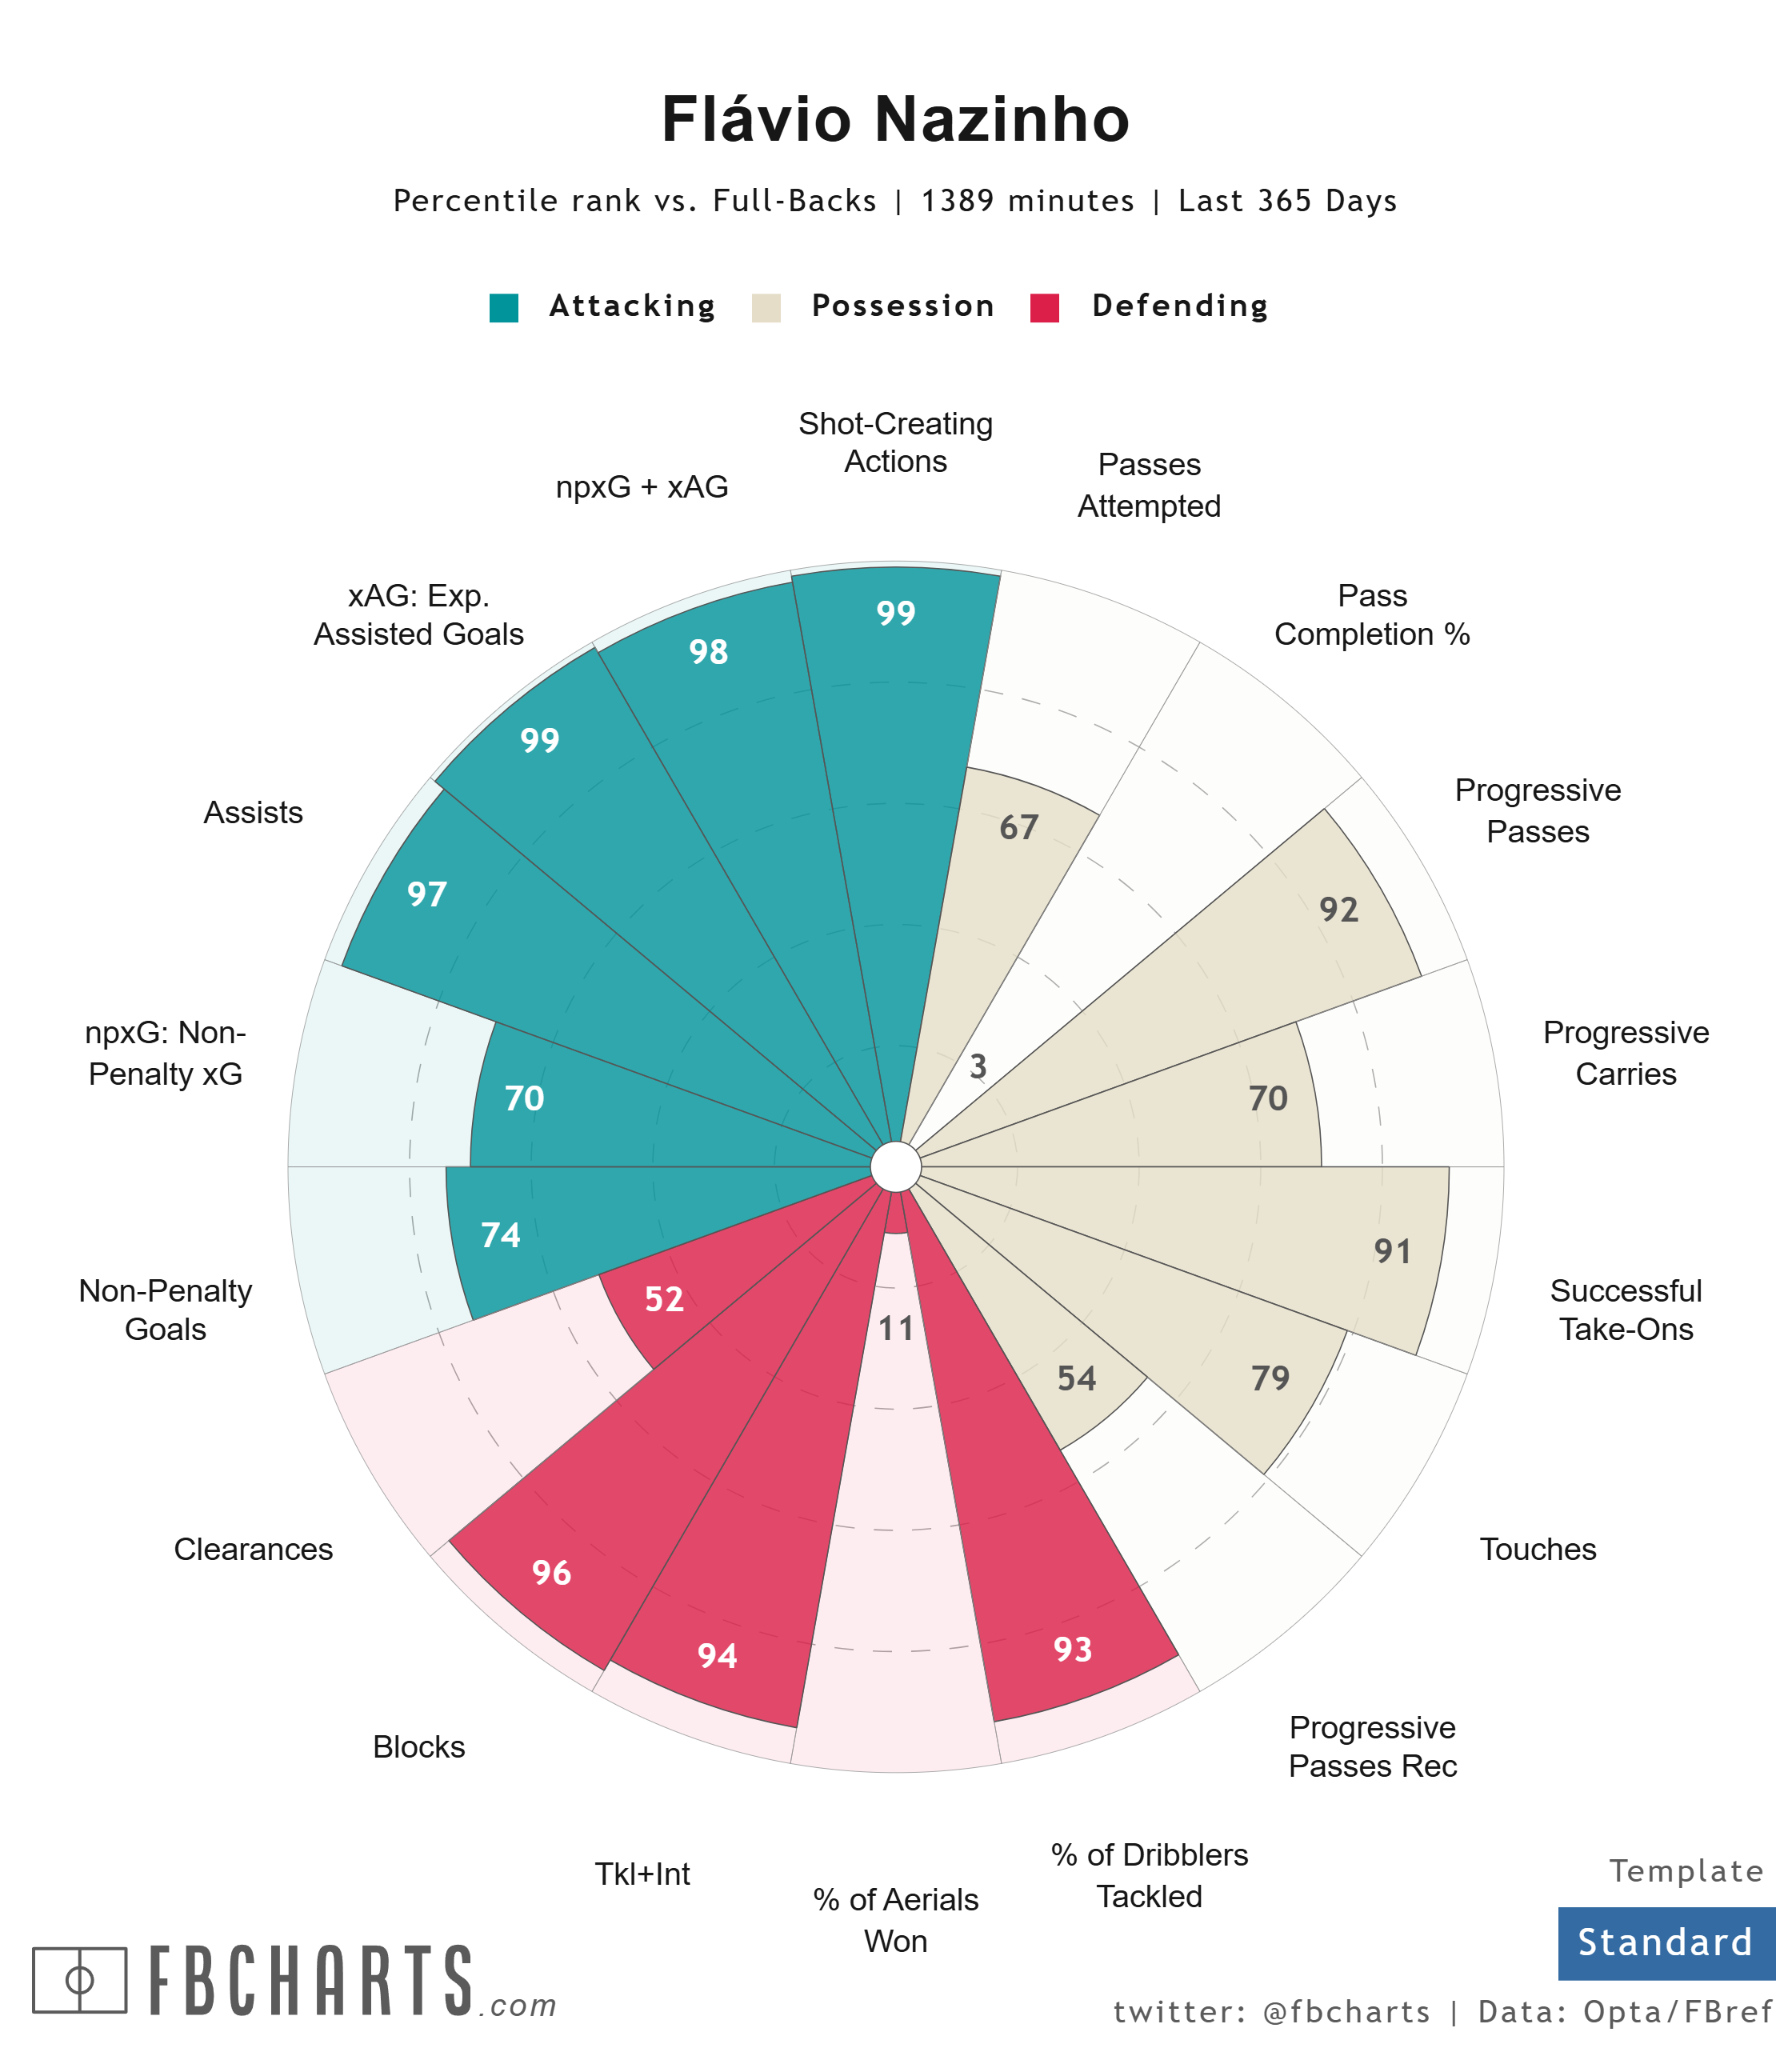 Flávio Nazinho
Percentile rank vs. Full-Backs | 1389 minutes | Last 365 Days
Attacking
Possession
Defending
Shot-Creating
Actions
99
Passes
Attempted
67
Pass
Completion %
3
Progressive
Passes
92
Progressive
Carries
70
Successful
Take-Ons
91
Touches
79
Progressive
Passes Rec
54
% of Dribblers
Tackled
93
% of Aerials
Won
11
Tkl+Int
94
Blocks
96
Clearances
52
Non-Penalty
Goals
74
npxG: Non-
Penalty xG
70
Assists
97
xAG: Exp.
Assisted Goals
99
npxG + xAG
98
Template
Standard
FBCHARTS.com
twitter: @fbcharts | Data: Opta/FBref